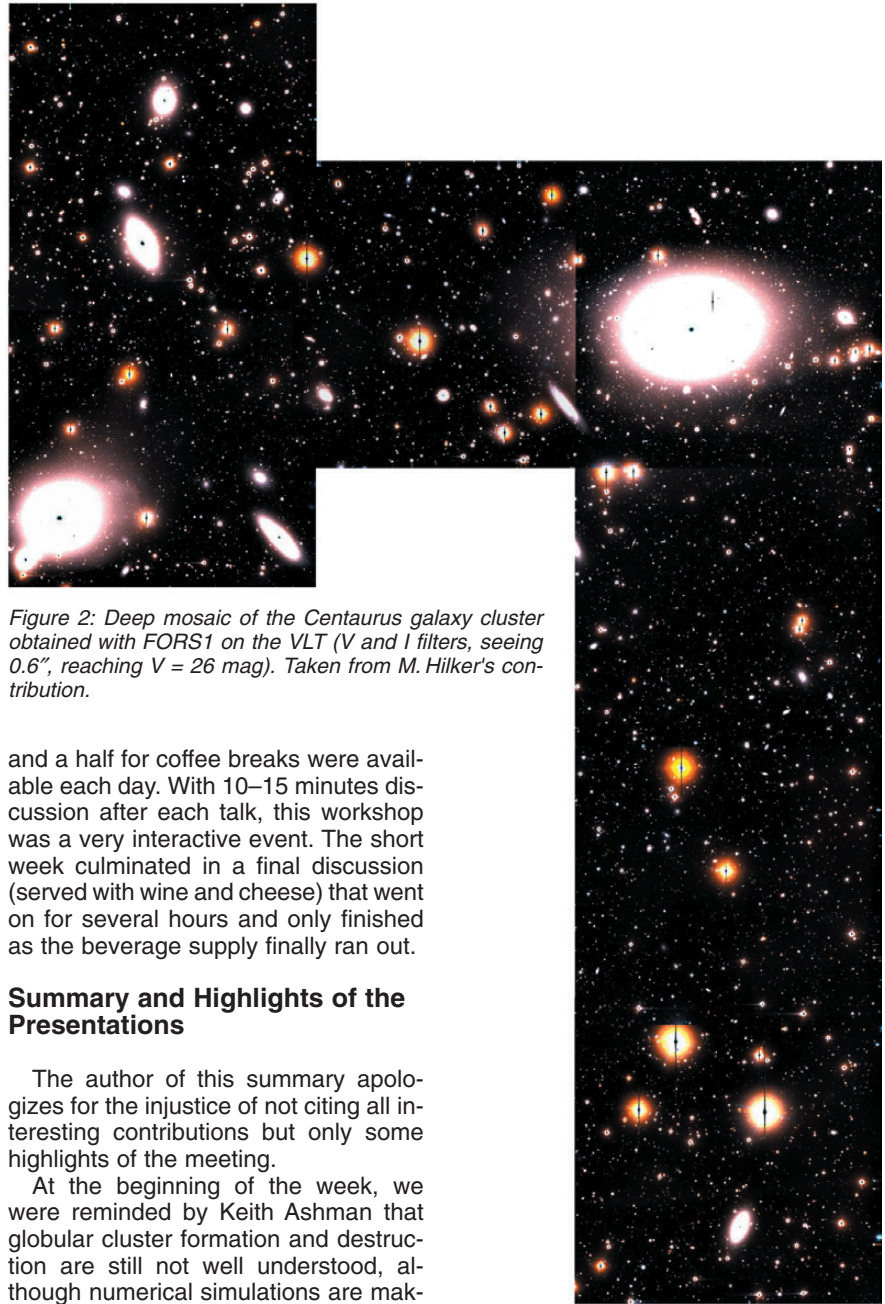 Figure 2: Deep mosaic of the Centaurus galaxy cluster
obtained with FORS1 on the VLT (V and I filters, seeing
0.6″, reaching V = 26 mag). Taken from M. Hilker's con-
tribution.
and a half for coffee breaks were avail-
able each day. With 10–15 minutes dis-
cussion after each talk, this workshop
was a very interactive event. The short
week culminated in a final discussion
(served with wine and cheese) that went
on for several hours and only finished
as the beverage supply finally ran out.
Summary and Highlights of the
Presentations
The author of this summary apolo-
gizes for the injustice of not citing all in-
teresting contributions but only some
highlights of the meeting.
At the beginning of the week, we
were reminded by Keith Ashman that
globular cluster formation and destruc-
tion are still not well understood, al-
though numerical simulations are mak-